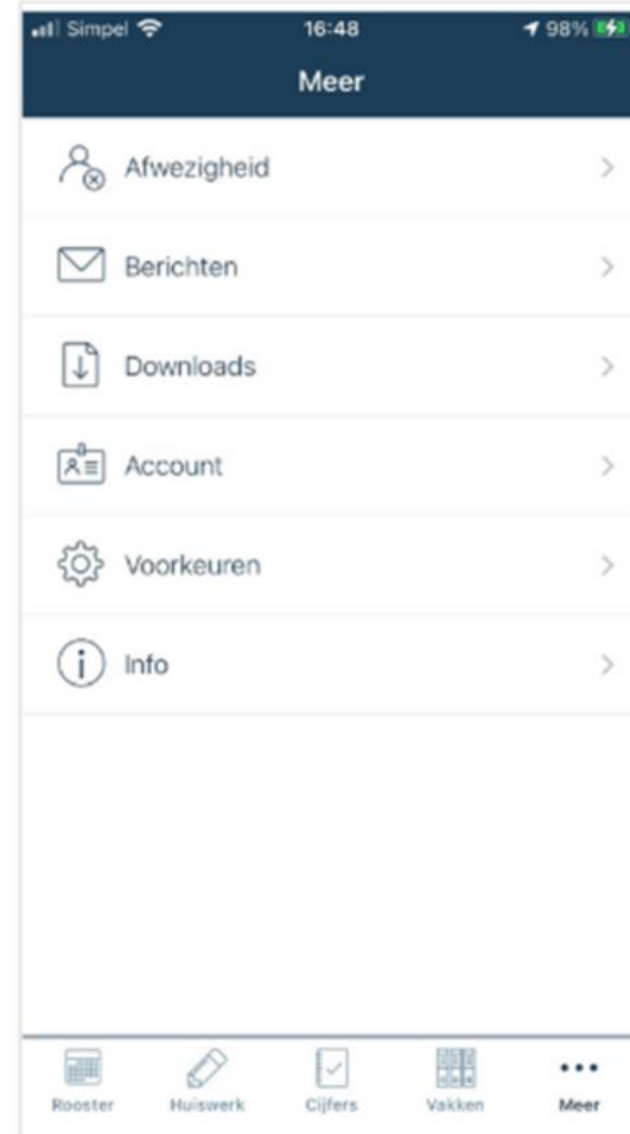 Simpel 16:48 98%
Meer
Afwezigheid
Berichten
Downloads
Account
Voorkeuren
Info
Rooster Huiswerk Cijfers Vakken Meer